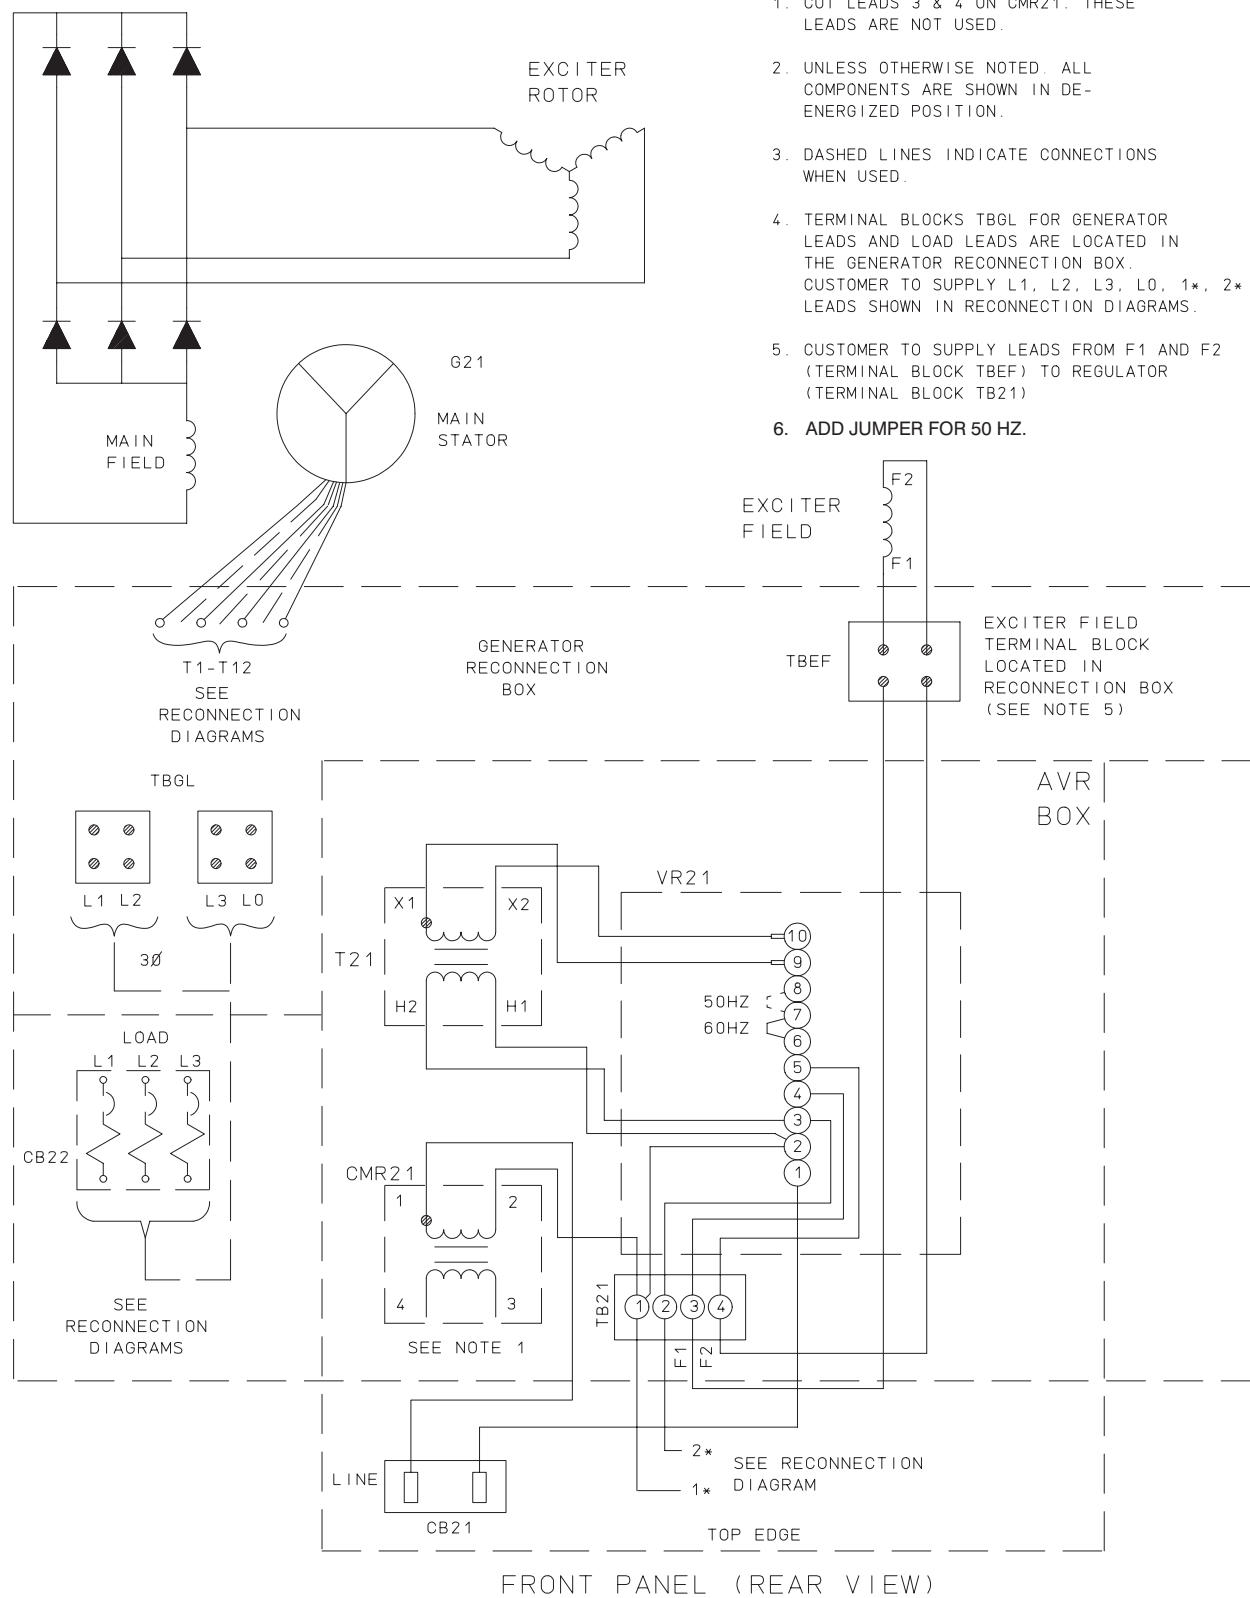 1. CUT LEADS 3 & 4 ON CMR21. THESE
LEADS ARE NOT USED.
2. UNLESS OTHERWISE NOTED. ALL
COMPONENTS ARE SHOWN IN DE-
ENERGIZED POSITION.
3. DASHED LINES INDICATE CONNECTIONS
WHEN USED.
4. TERMINAL BLOCKS TBGL FOR GENERATOR
LEADS AND LOAD LEADS ARE LOCATED IN
THE GENERATOR RECONNECTION BOX.
CUSTOMER TO SUPPLY L1, L2, L3, L0, 1*, 2*
LEADS SHOWN IN RECONNECTION DIAGRAMS.
5. CUSTOMER TO SUPPLY LEADS FROM F1 AND F2
(TERMINAL BLOCK TBEF) TO REGULATOR
(TERMINAL BLOCK TB21)
6. ADD JUMPER FOR 50 HZ.
EXCITER
ROTOR
G21
MAIN
STATOR
MAIN
FIELD
EXCITER
FIELD
F2
F1
T1-T12
SEE
RECONNECTION
DIAGRAMS
GENERATOR
RECONNECTION
BOX
TBEF
EXCITER FIELD
TERMINAL BLOCK
LOCATED IN
RECONNECTION BOX
(SEE NOTE 5)
TBGL
L1 L2
L3 L0
3Ø
AVR
BOX
VR21
T21
X1
X2
H2
H1
10
9
8
7
6
5
4
3
2
1
50HZ
60HZ
LOAD
L1 L2 L3
CB22
SEE
RECONNECTION
DIAGRAMS
CMR21
1
2
4
3
SEE NOTE 1
TB21
1 2 3 4
F1
F2
LINE
CB21
2*
1*
SEE RECONNECTION
DIAGRAM
TOP EDGE
FRONT PANEL (REAR VIEW)